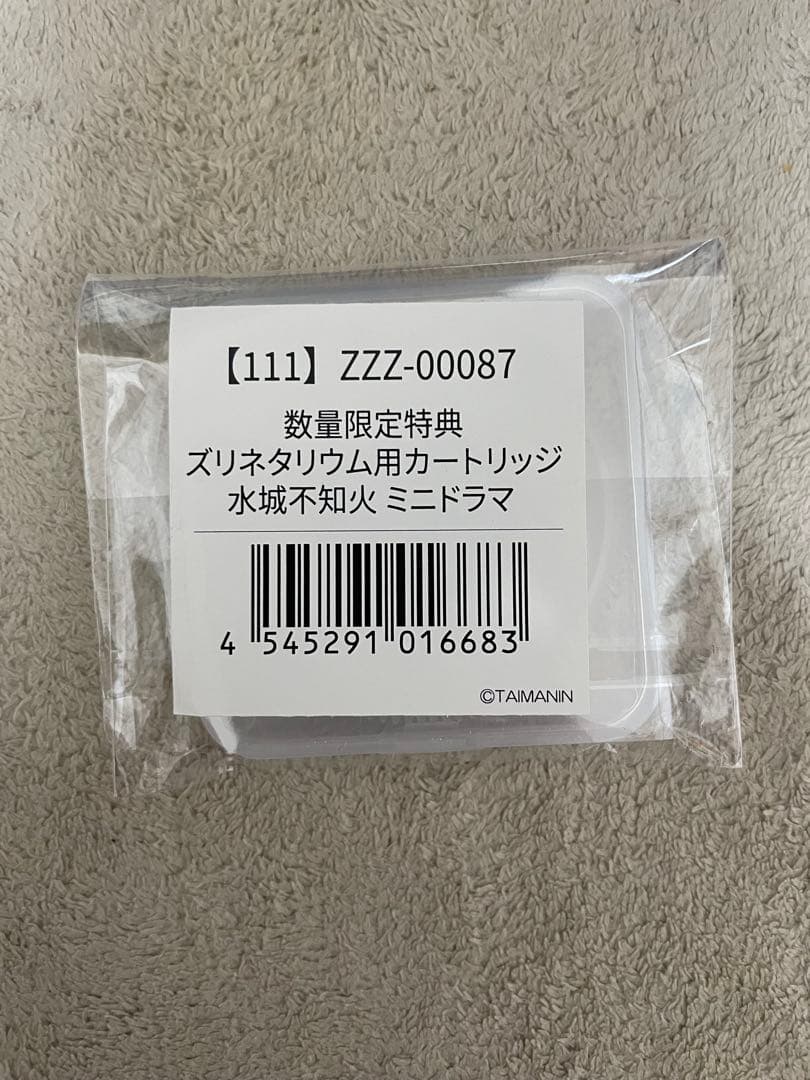 【111】 ZZZ-00087
数量限定特典
ズリネタリウム用カートリッジ
水城不知火 ミニドラマ
4 545291 016683
©TAIMANIN